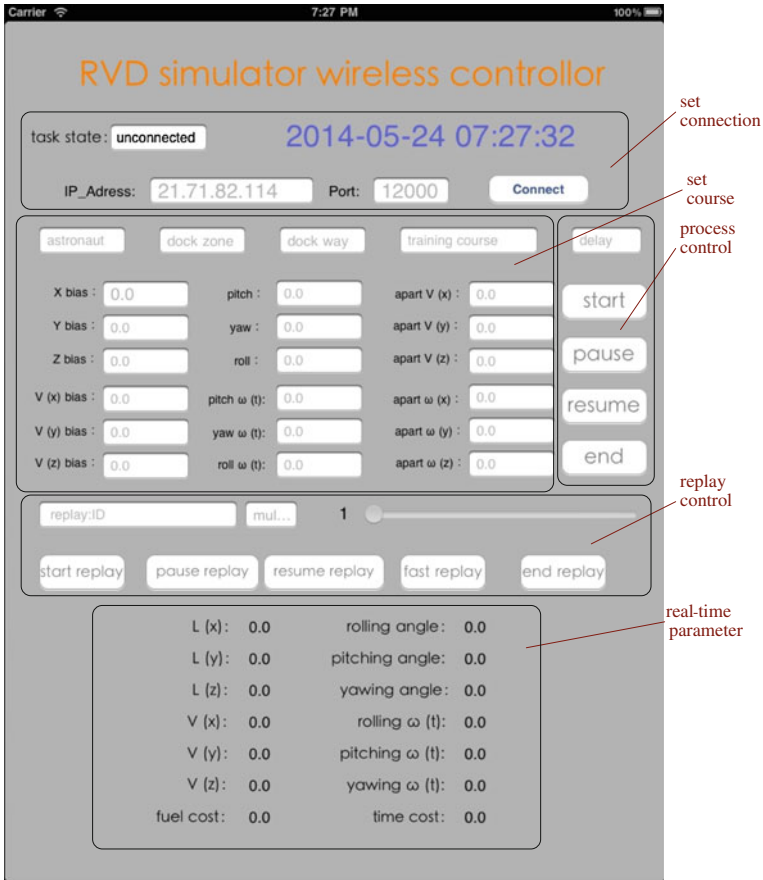 Carrier 7:27 PM 100%
RVD simulator wireless controllor
set
connection
task state: unconnected 2014-05-24 07:27:32
IP_Adress: 21.71.82.114 Port: 12000 Connect
set
course
astronaut dock zone dock way training course delay
process
control
X bias : 0.0 pitch : 0.0 apart V (x) : 0.0 start
Y bias : 0.0 yaw : 0.0 apart V (y) : 0.0
Z bias : 0.0 roll : 0.0 apart V (z) : 0.0 pause
V (x) bias : 0.0 pitch ω (t): 0.0 apart ω (x) : 0.0 resume
V (y) bias : 0.0 yaw ω (t): 0.0 apart ω (y) : 0.0
V (z) bias : 0.0 roll ω (t): 0.0 apart ω (z) : 0.0 end
replay
control
replay:ID mul... 1
start replay pause replay resume replay fast replay end replay
real-time
parameter
L (x): 0.0 rolling angle: 0.0
L (y): 0.0 pitching angle: 0.0
L (z): 0.0 yawing angle: 0.0
V (x): 0.0 rolling ω (t): 0.0
V (y): 0.0 pitching ω (t): 0.0
V (z): 0.0 yawing ω (t): 0.0
fuel cost: 0.0 time cost: 0.0